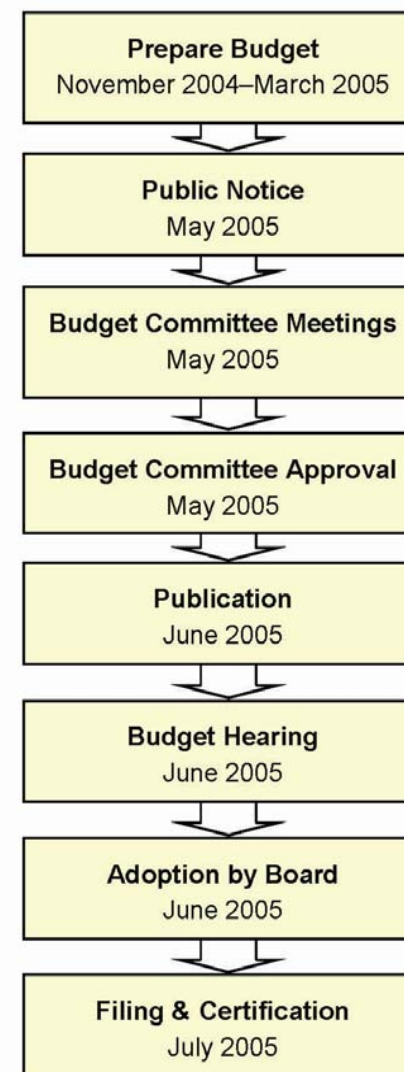 Prepare Budget
November 2004–March 2005
Public Notice
May 2005
Budget Committee Meetings
May 2005
Budget Committee Approval
May 2005
Publication
June 2005
Budget Hearing
June 2005
Adoption by Board
June 2005
Filing & Certification
July 2005